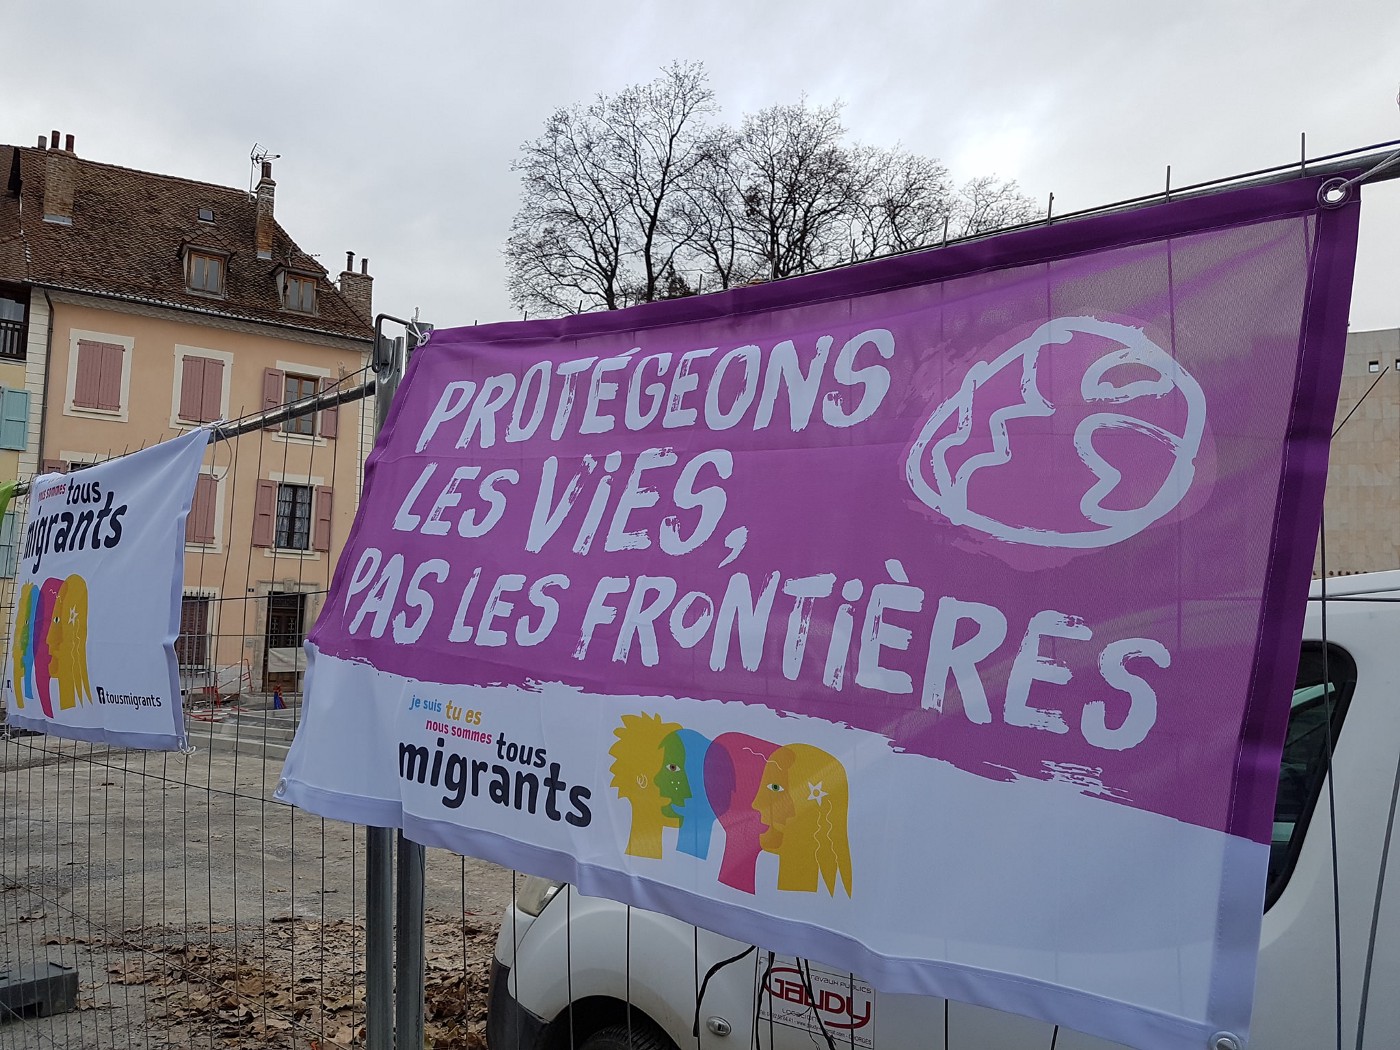 nous sommes tous
migrants
tousmigrants
PROTÉGEONS
LES ViES,
PAS LES FRONTiÈRES
je suis tu es
nous sommes tous
migrants
GAUDY